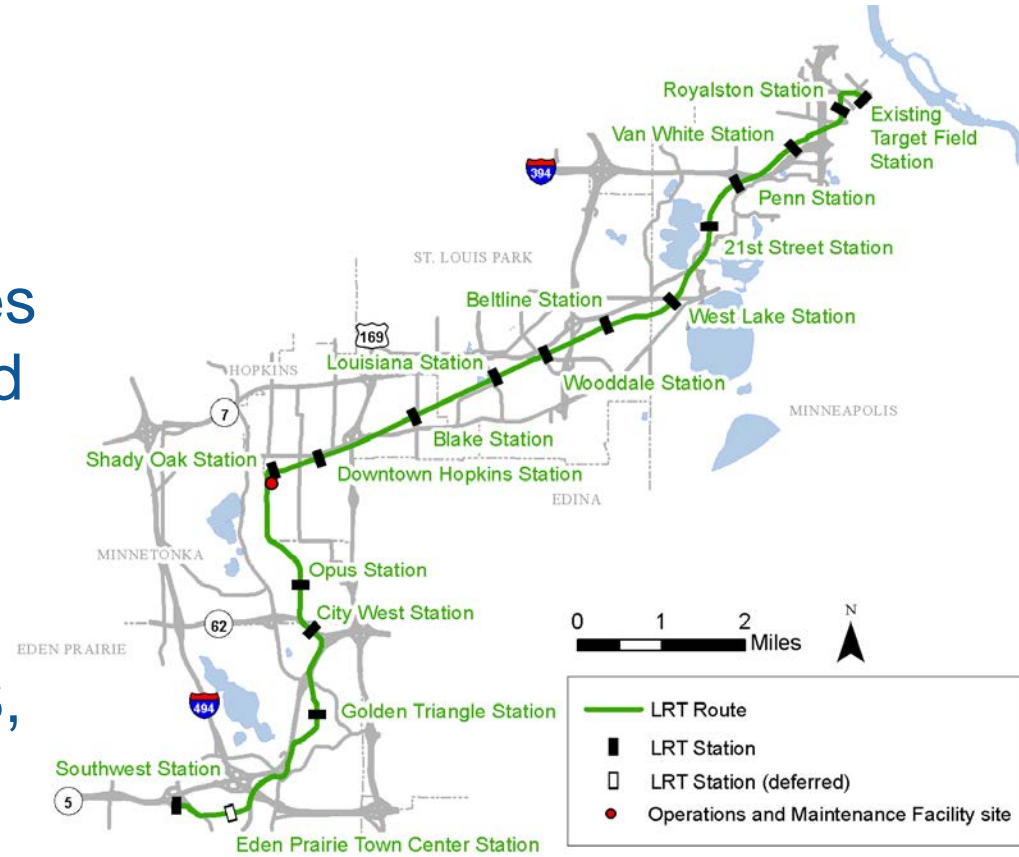 es
d
s,
Royalston Station
Existing
Target Field
Station
Van White Station
394
Penn Station
21st Street Station
ST. LOUIS PARK
Beltline Station
West Lake Station
169
Louisiana Station
Wooddale Station
HOPKINS
MINNEAPOLIS
7
Blake Station
Shady Oak Station
Downtown Hopkins Station
EDINA
MINNETONKA
Opus Station
City West Station
62
EDEN PRAIRIE
0 1 2
Miles
N
494
Golden Triangle Station
Southwest Station
5
Eden Prairie Town Center Station
LRT Route
LRT Station
LRT Station (deferred)
Operations and Maintenance Facility site